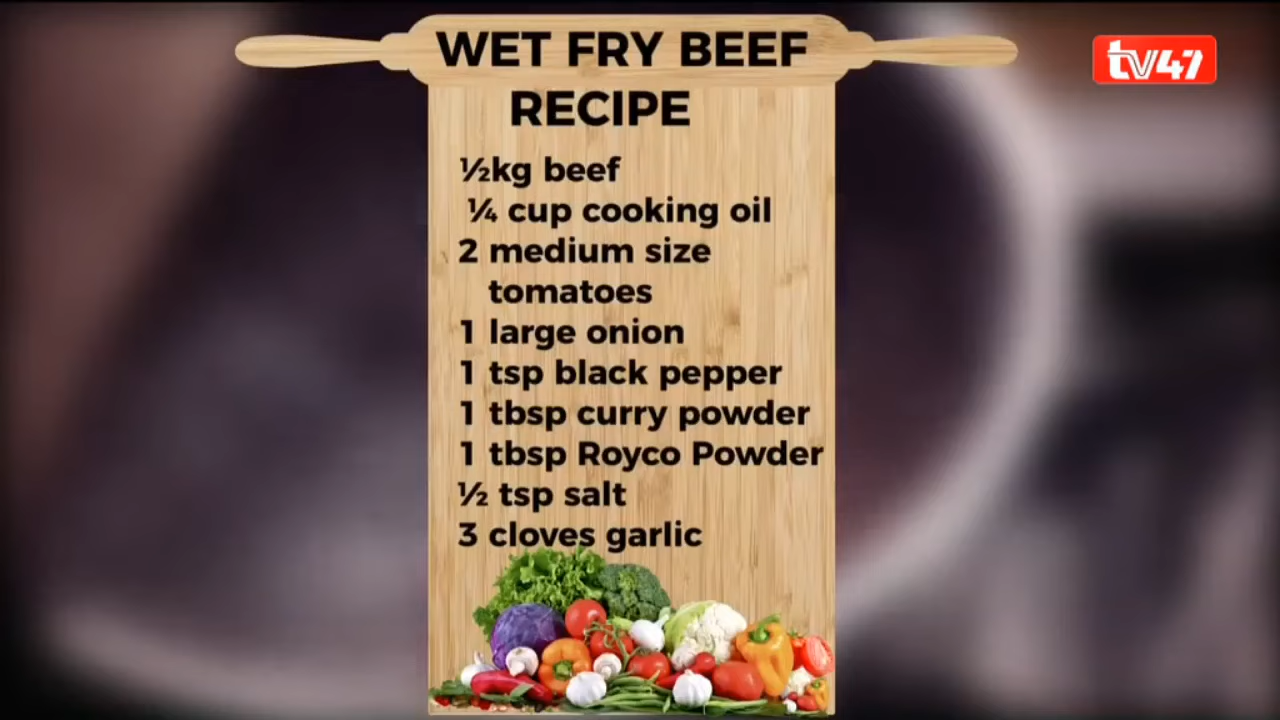 WET FRY BEEF
RECIPE
tv47
½kg beef
¼ cup cooking oil
2 medium size
tomatoes
1 large onion
1 tsp black pepper
1 tbsp curry powder
1 tbsp Royco Powder
½ tsp salt
3 cloves garlic